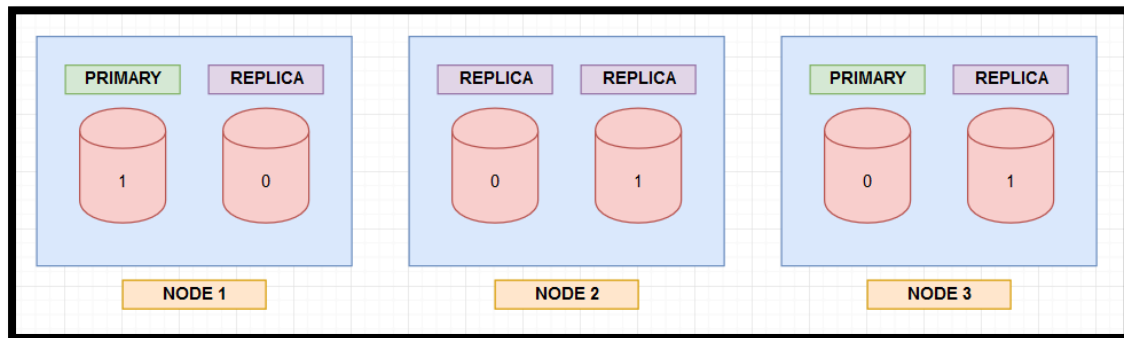 PRIMARY REPLICA
1 0
NODE 1
REPLICA REPLICA
0 1
NODE 2
PRIMARY REPLICA
0 1
NODE 3